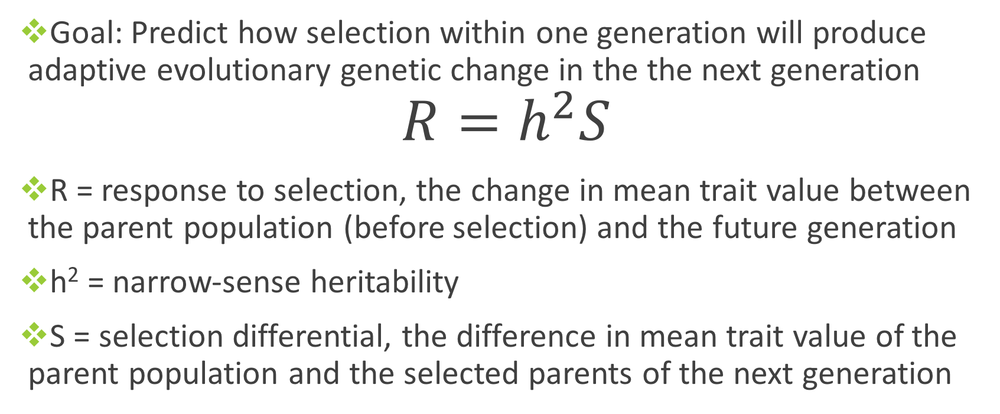 ❖Goal: Predict how selection within one generation will produce
adaptive evolutionary genetic change in the the next generation
R = h²S
❖R = response to selection, the change in mean trait value between
the parent population (before selection) and the future generation
❖h² = narrow-sense heritability
❖S = selection differential, the difference in mean trait value of the
parent population and the selected parents of the next generation